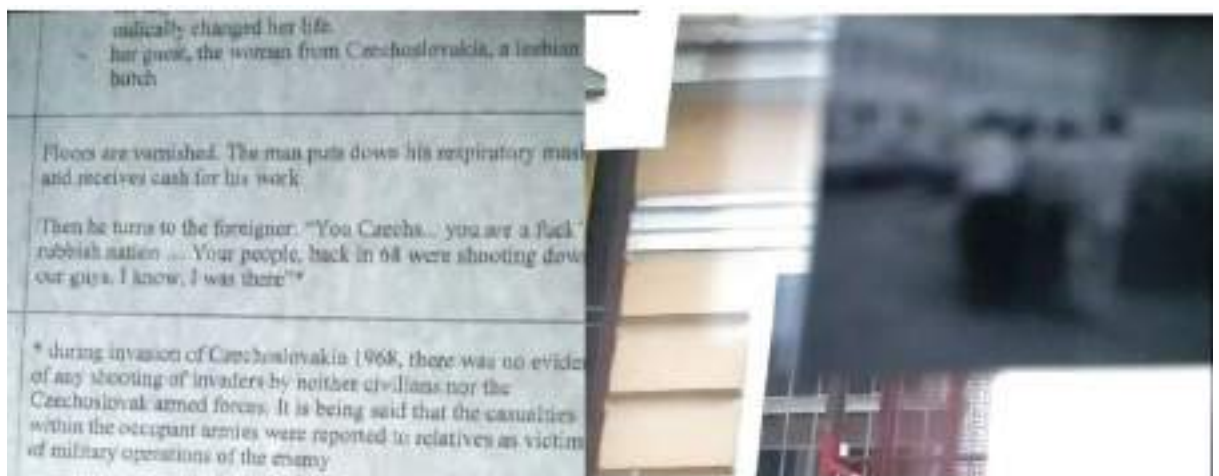 radically changed her life.
- her guest, the woman from Czechoslovakia, a lesbian
butch
Floors are varnished. The man puts down his respiratory mask
and receives cash for his work
Then he turns to the foreigner: "You Czechs... you are a
rubbish nation .... Your people, back in 68 were shooting down
our guys. I know, I was there"*
* during invasion of Czechoslovakia 1968, there was no eviden
of any shooting of invaders by neither civilians nor the
Czechoslovak armed forces. It is being said that the casualties
within the occupant armies were reported to relatives as victim
of military operations of the enemy